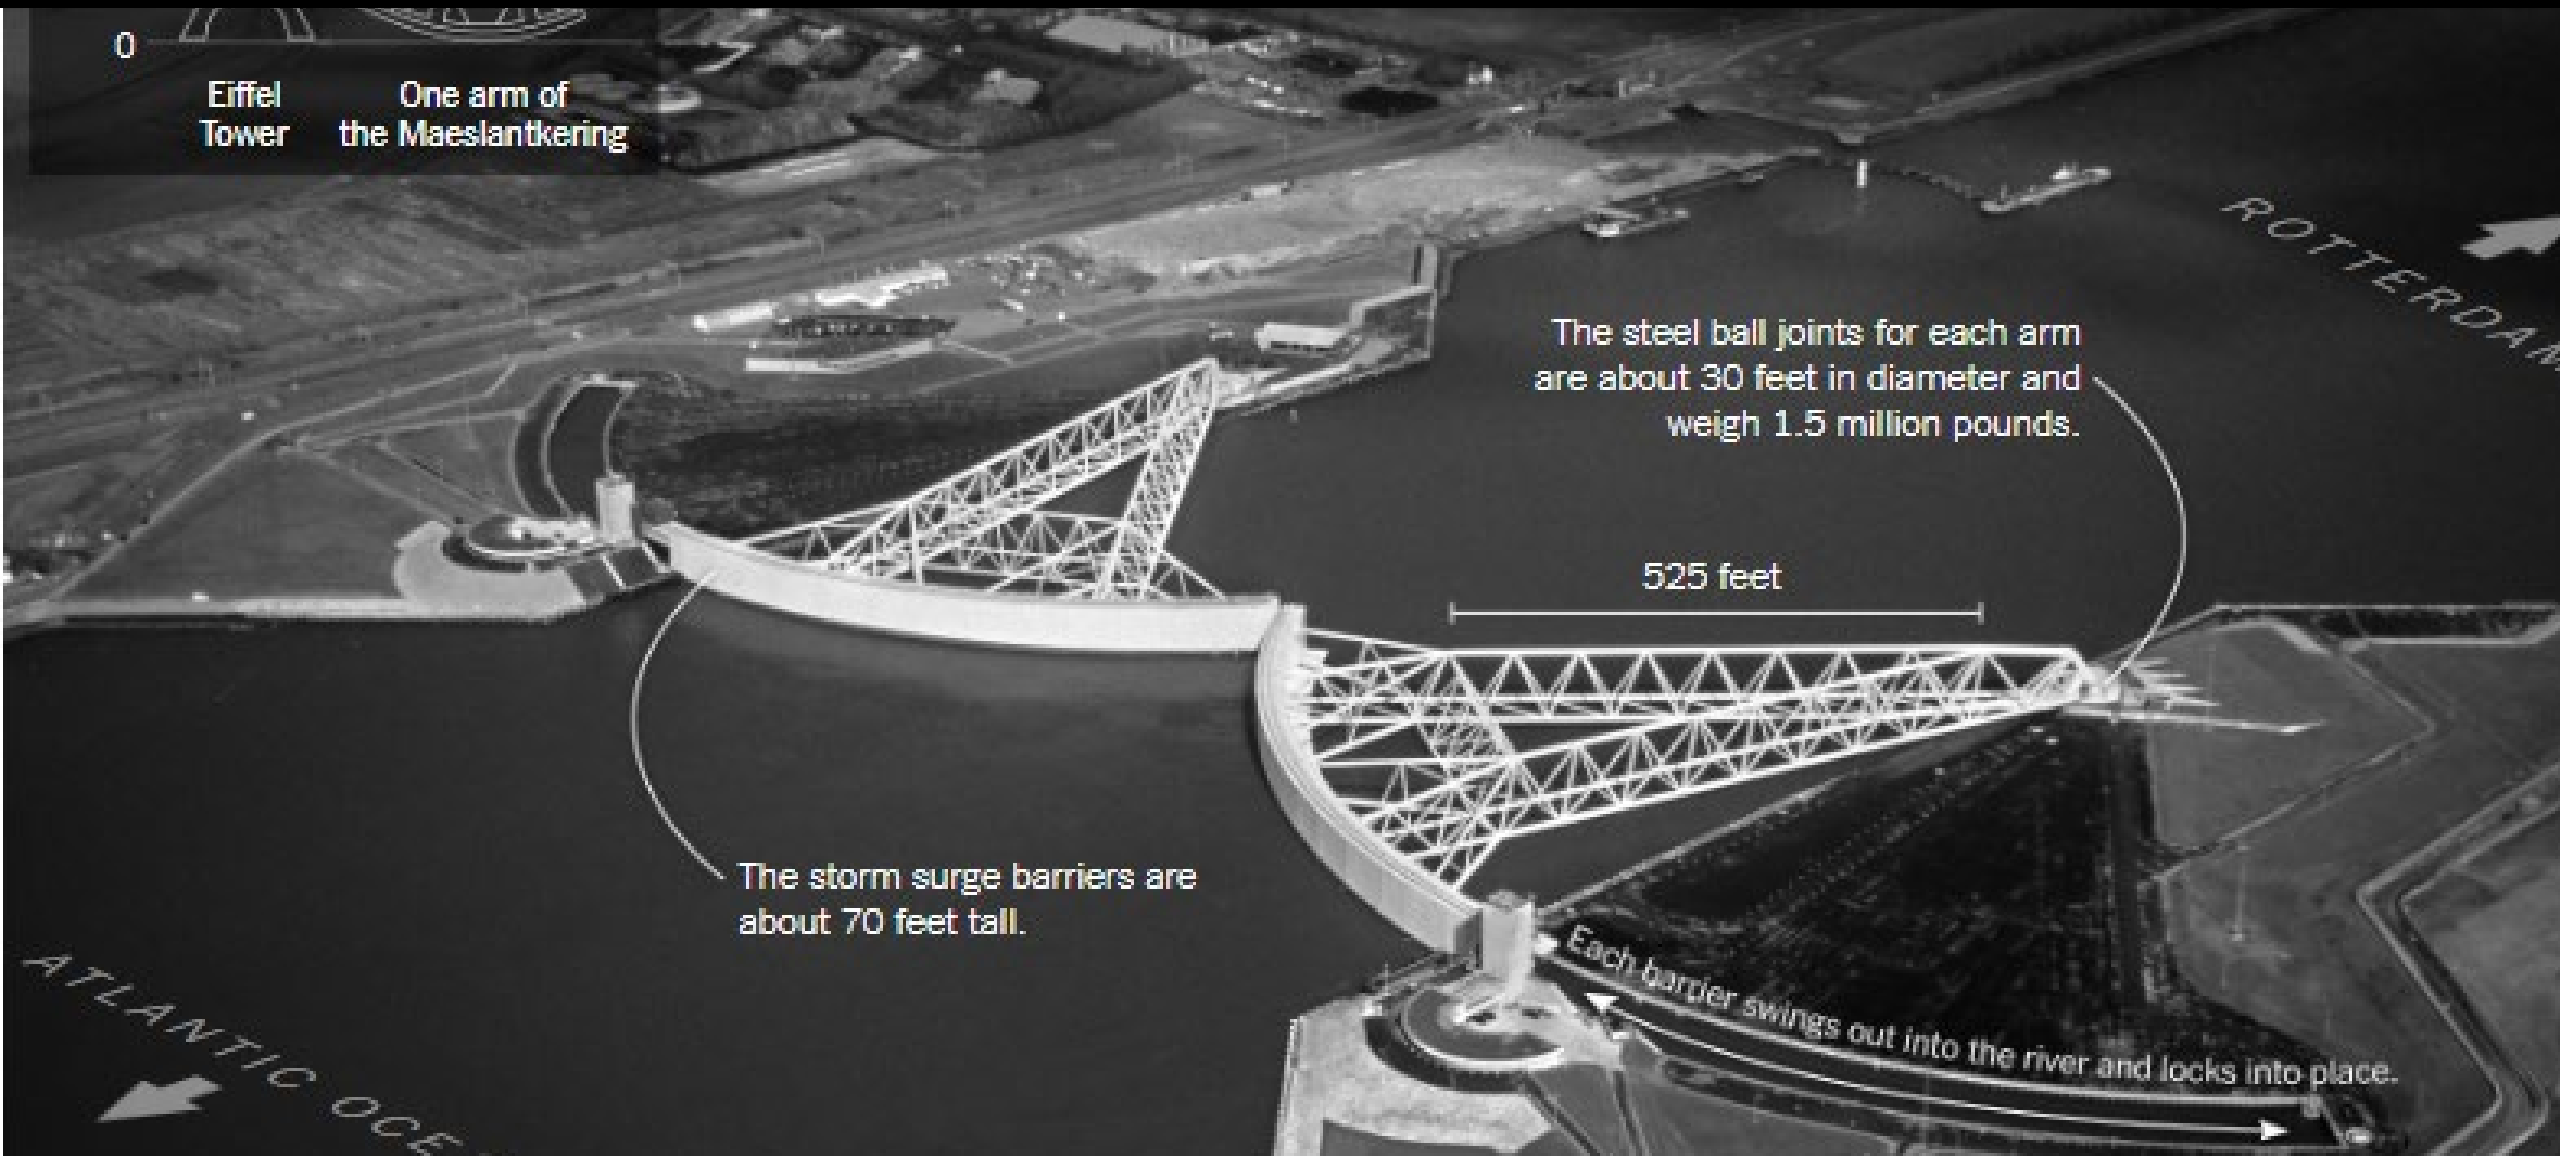 0
Eiffel
Tower
One arm of
the Maeslantkering
ROTTERDAM
The steel ball joints for each arm
are about 30 feet in diameter and
weigh 1.5 million pounds.
525 feet
The storm surge barriers are
about 70 feet tall.
Each barrier swings out into the river and locks into place.
ATLANTIC OCE